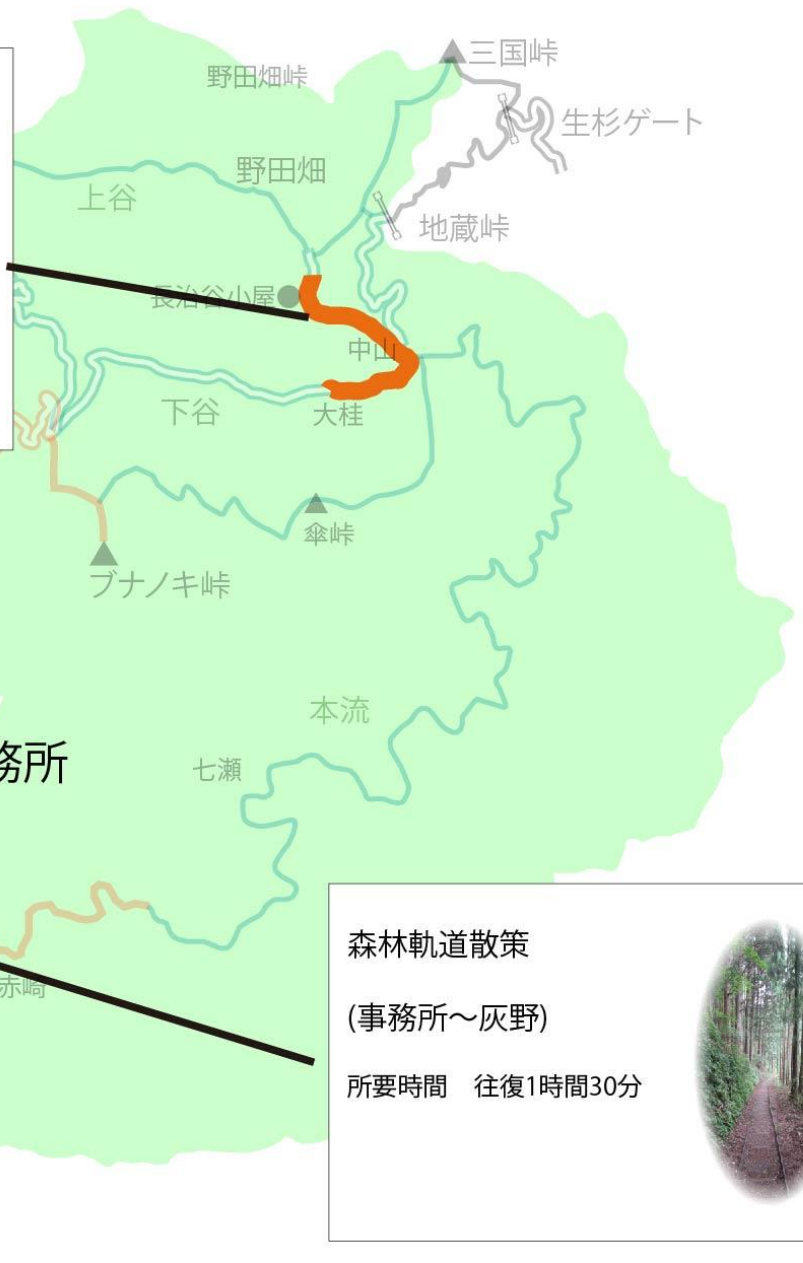 三国峠
野田畑峠
生杉ゲート
野田畑
上谷
地蔵峠
長治谷小屋
中山
下谷
大桂
傘峠
ブナノキ峠
本流
務所
七瀬
赤崎
森林軌道散策
(事務所～灰野)
所要時間　往復1時間30分